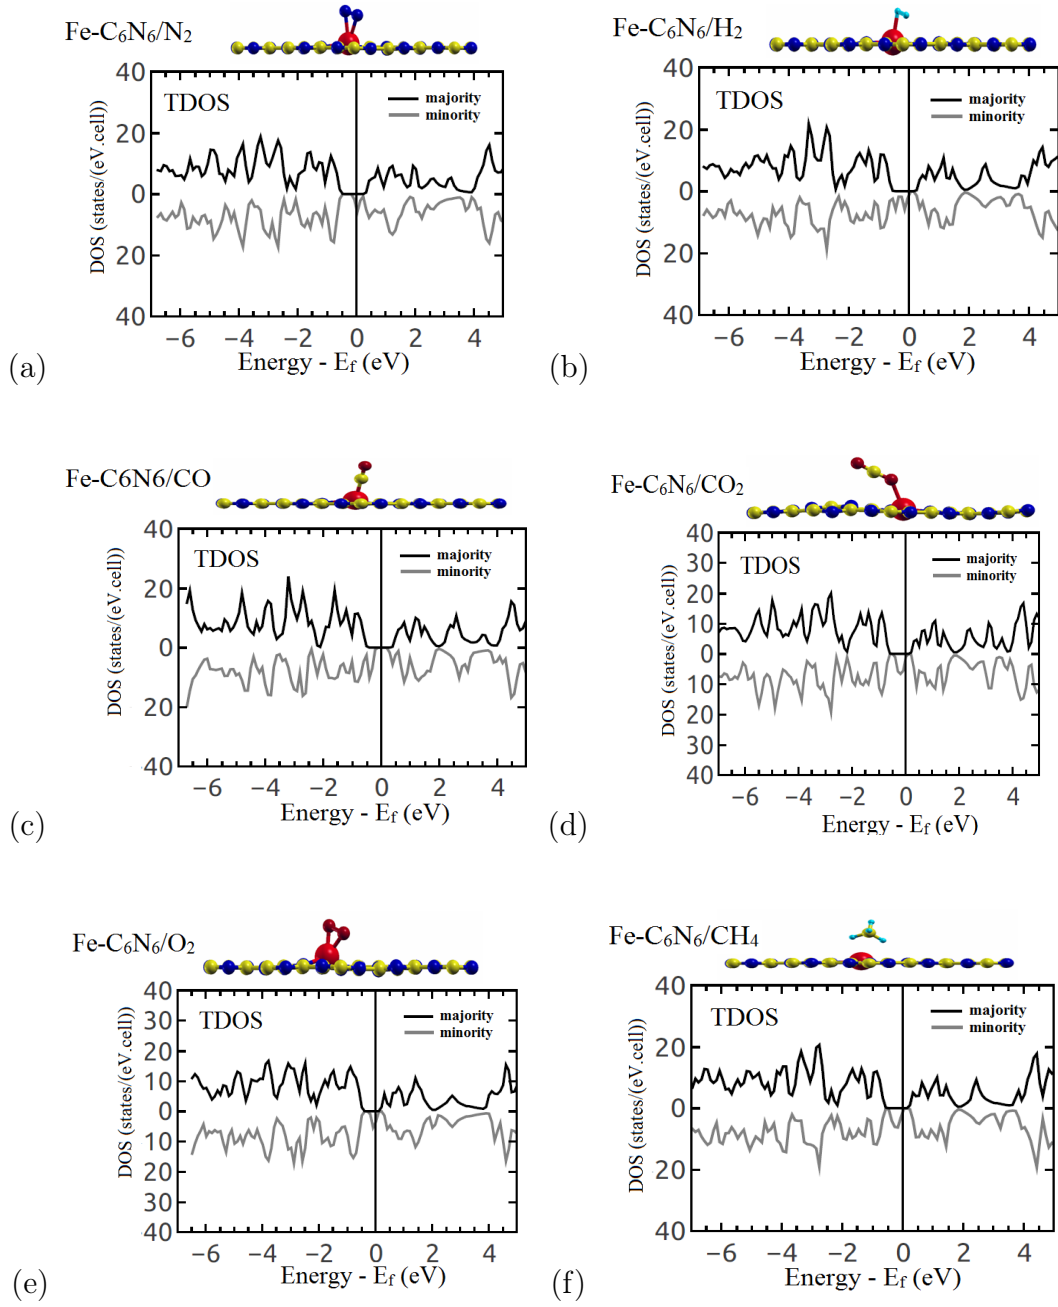 Fe-C₆N₆/N₂
40
TDOS
majority
minority
20
0
20
40
DOS (states/(eV.cell))
−6 −4 −2 0 2 4
Energy - E_f (eV)
(a)
Fe-C₆N₆/H₂
40
TDOS
majority
minority
20
0
20
40
DOS (states/(eV.cell))
−6 −4 −2 0 2 4
Energy - E_f (eV)
(b)
Fe-C6N6/CO
40
TDOS
majority
minority
20
0
20
40
DOS (states/(eV.cell))
−6 −4 −2 0 2 4
Energy - E_f (eV)
(c)
Fe-C₆N₆/CO₂
40
30
TDOS
majority
minority
20
10
0
10
20
30
40
DOS (states/(eV.cell))
−6 −4 −2 0 2 4
Energy - E_f (eV)
(d)
Fe-C₆N₆/O₂
40
30
TDOS
majority
minority
20
10
0
10
20
30
40
DOS (states/(eV.cell))
−6 −4 −2 0 2 4
Energy - E_f (eV)
(e)
Fe-C₆N₆/CH₄
40
TDOS
majority
minority
20
0
20
40
DOS (states/(eV.cell))
−6 −4 −2 0 2 4
Energy - E_f (eV)
(f)